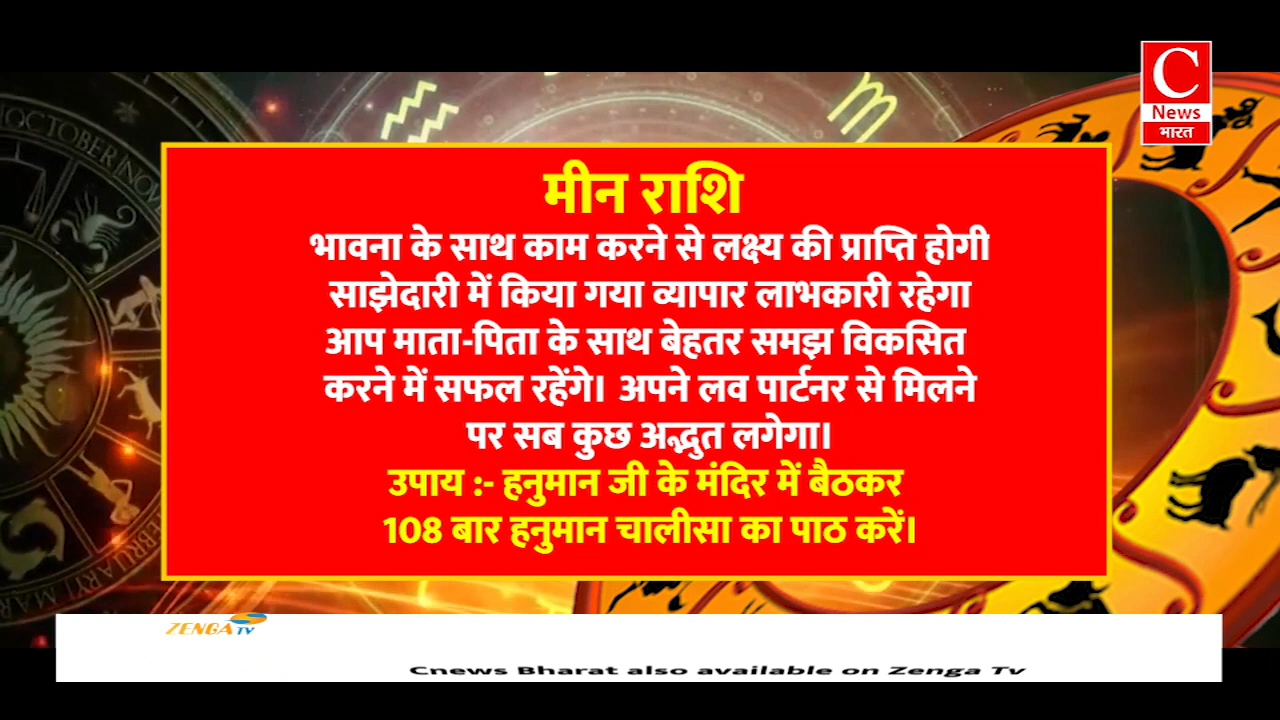 C
News
भारत
OCTOBER
मीन राशि
भावना के साथ काम करने से लक्ष्य की प्राप्ति होगी
साझेदारी में किया गया व्यापार लाभकारी रहेगा
आप माता-पिता के साथ बेहतर समझ विकसित
करने में सफल रहेंगे। अपने लव पार्टनर से मिलने
पर सब कुछ अद्भुत लगेगा।
उपाय :- हनुमान जी के मंदिर में बैठकर
108 बार हनुमान चालीसा का पाठ करें।
ZENGA TV
Cnews Bharat also available on Zenga Tv